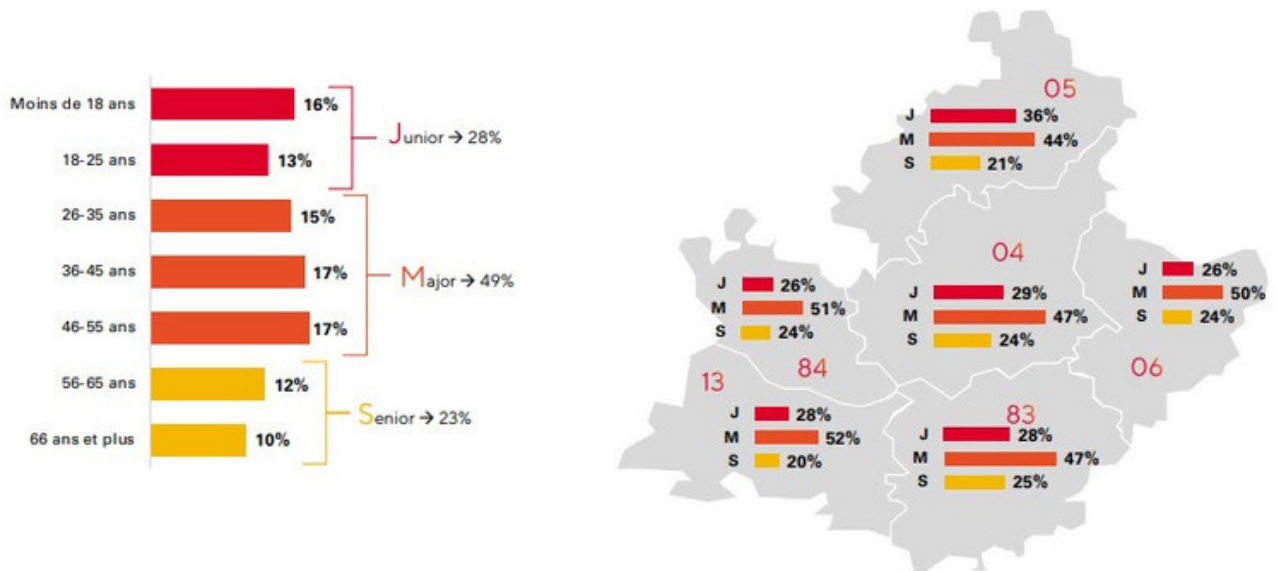 Moins de 18 ans 16%
18-25 ans 13%
Junior → 28%
26-35 ans 15%
36-45 ans 17%
46-55 ans 17%
Major → 49%
56-65 ans 12%
66 ans et plus 10%
Senior → 23%
05
J 36%
M 44%
S 21%
04
J 29%
M 47%
S 24%
J 26%
M 50%
S 24%
06
J 26%
M 51%
S 24%
84
13
J 28%
M 52%
S 20%
83
J 28%
M 47%
S 25%